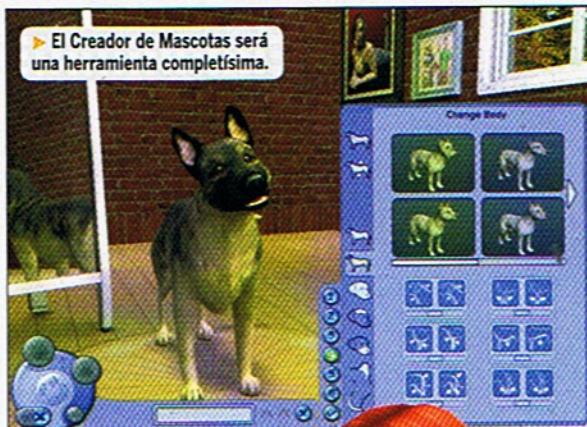 ► El Creador de Mascotas será
una herramienta completísima.
Change Body